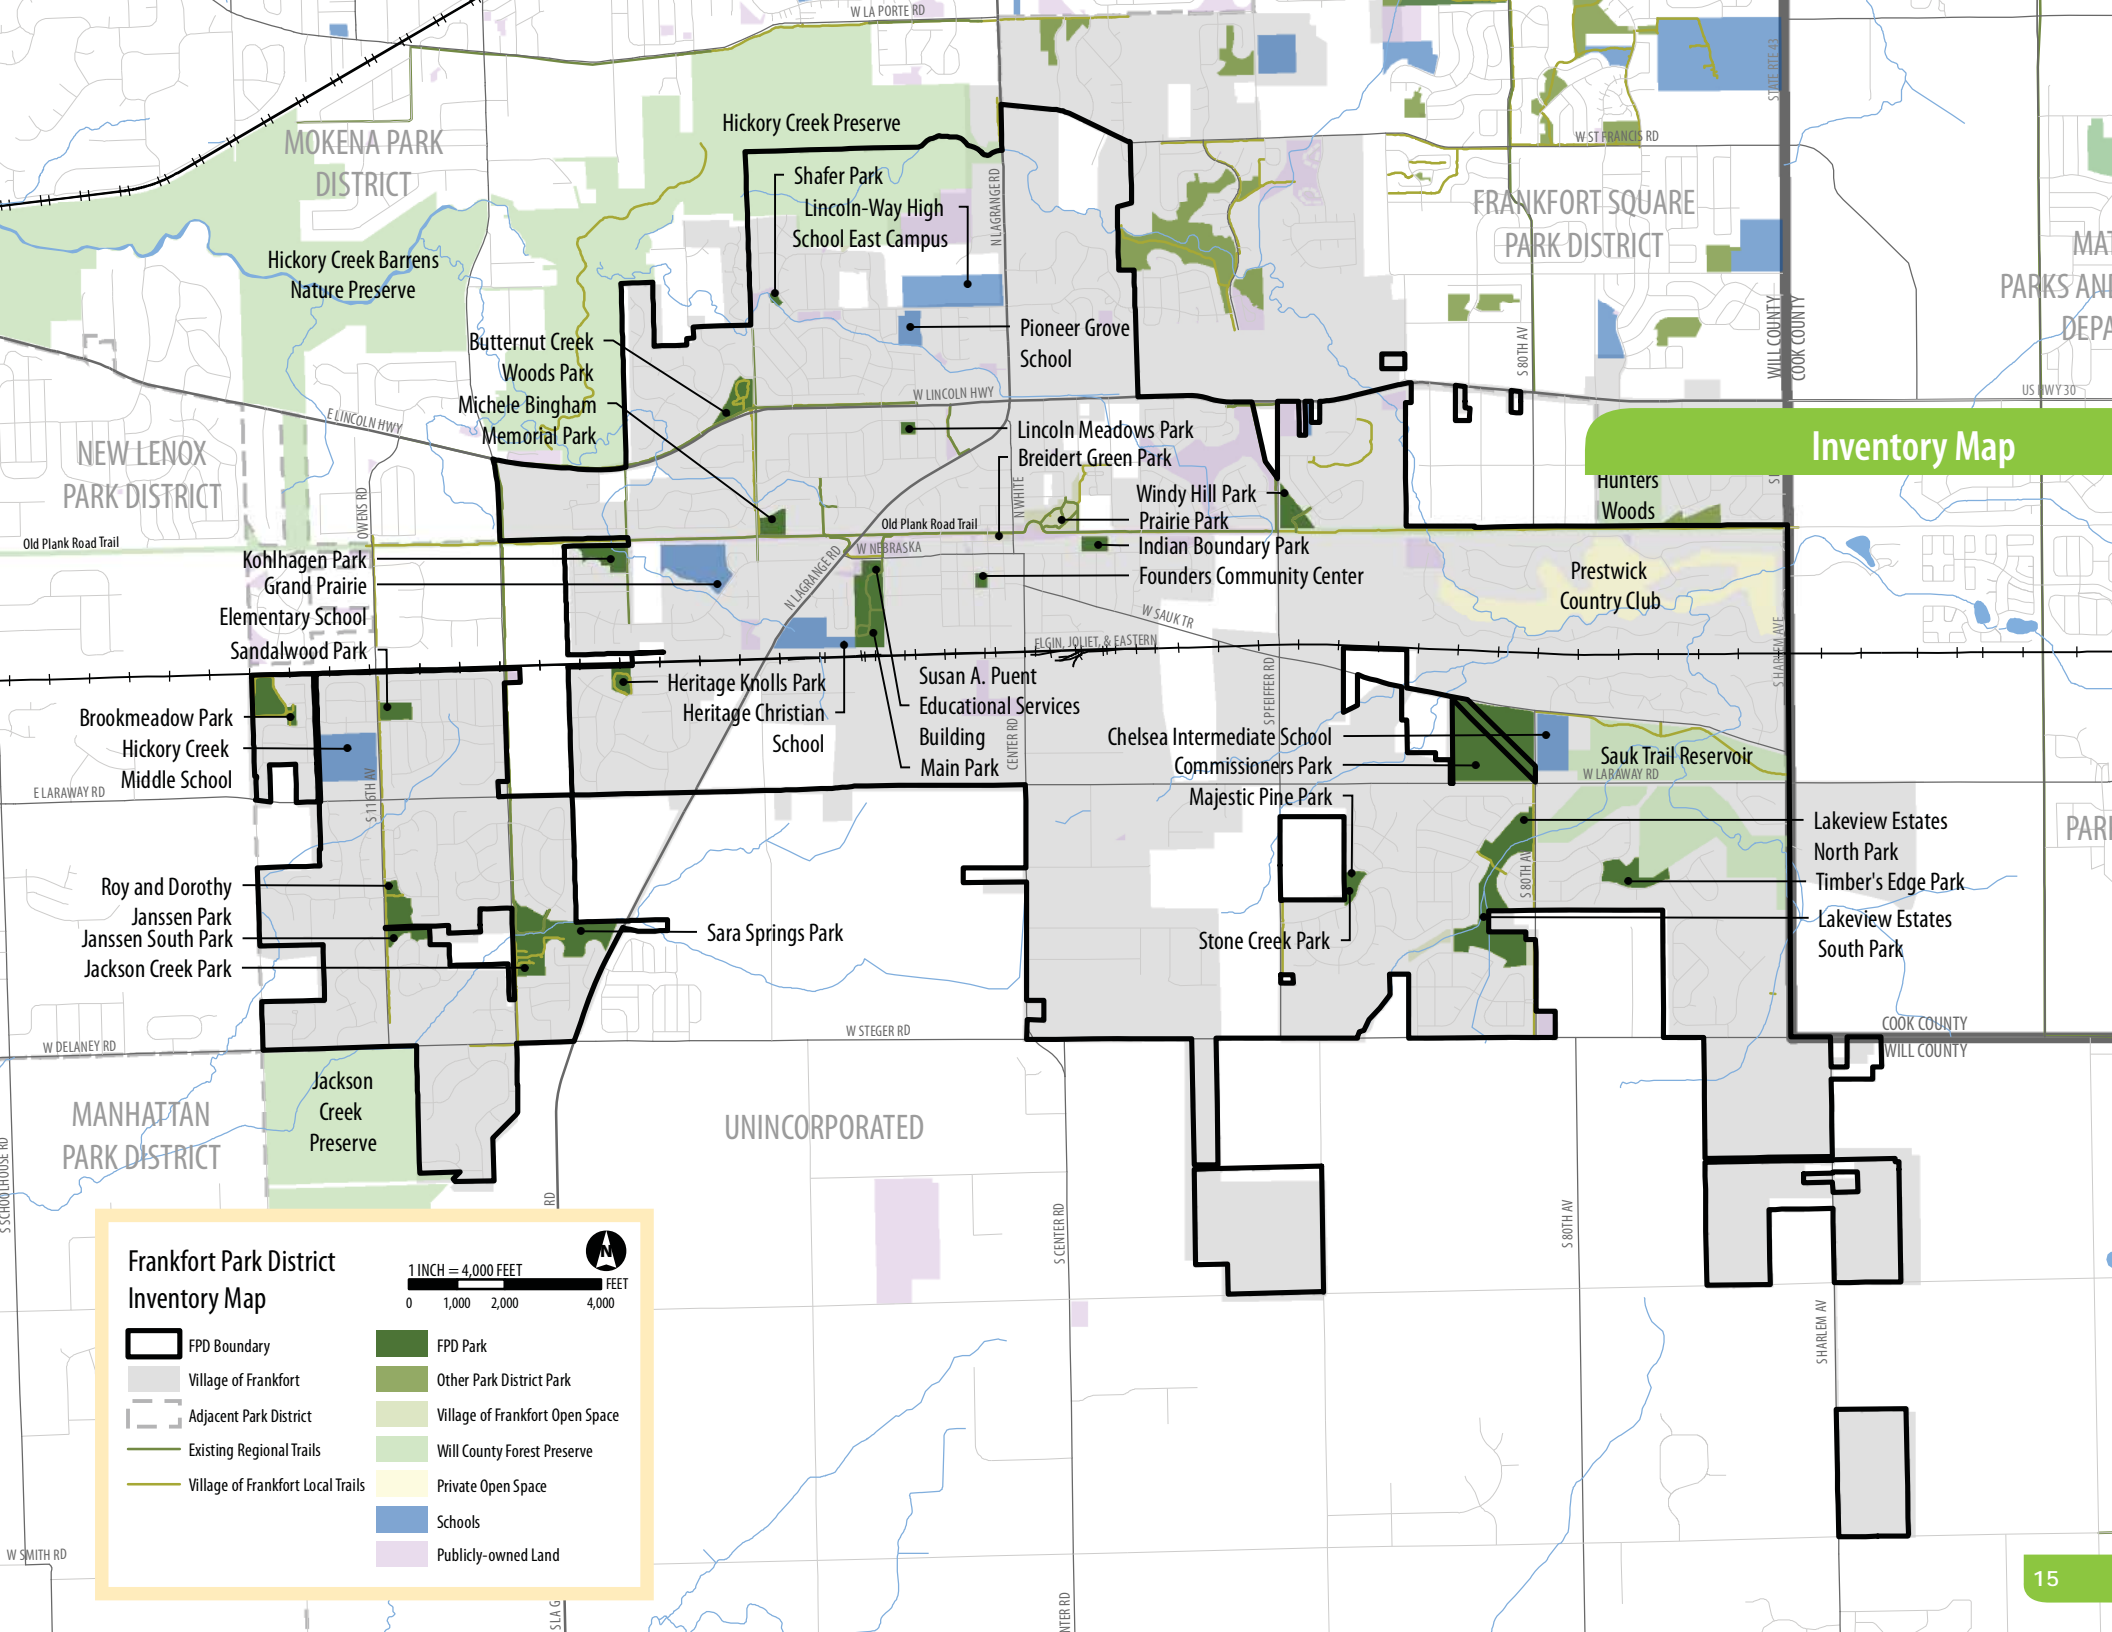 W LA PORTE RD
STATE RTE 43
MOKENA PARK
DISTRICT
Hickory Creek Preserve
W ST FRANCIS RD
Shafer Park
Lincoln-Way High
School East Campus
N LAGRANGE RD
FRANKFORT SQUARE
PARK DISTRICT
MAT
PARKS AND
DEPA
Hickory Creek Barrens
Nature Preserve
WILL COUNTY
COOK COUNTY
Pioneer Grove
School
S 80TH AV
Butternut Creek
Woods Park
Michele Bingham
Memorial Park
W LINCOLN HWY
US HWY 30
E LINCOLN HWY
NEW LENOX
PARK DISTRICT
Lincoln Meadows Park
Breidert Green Park
Inventory Map
Hunters
Woods
OWENS RD
N WHITE
Windy Hill Park
Prairie Park
Old Plank Road Trail
Old Plank Road Trail
W NEBRASKA
Indian Boundary Park
Founders Community Center
Kohlhagen Park
Grand Prairie
Elementary School
Sandalwood Park
N LAGRANGE RD
Prestwick
Country Club
W SAUK TR
ELGIN, JOLIET, & EASTERN
S HARLEM AVE
S PFEIFFER RD
Heritage Knolls Park
Heritage Christian
School
Susan A. Puent
Educational Services
Building
Main Park
CENTER RD
Brookmeadow Park
Hickory Creek
Middle School
E LARAWAY RD
S 116TH AV
Chelsea Intermediate School
Commissioners Park
Majestic Pine Park
Sauk Trail Reservoir
W LARAWAY RD
Lakeview Estates
North Park
Timber's Edge Park
Lakeview Estates
South Park
PARI
S 80TH AV
Roy and Dorothy
Janssen Park
Janssen South Park
Jackson Creek Park
Sara Springs Park
Stone Creek Park
W STEGER RD
COOK COUNTY
WILL COUNTY
W DELANEY RD
Jackson
Creek
Preserve
MANHATTAN
PARK DISTRICT
UNINCORPORATED
S SCHOOLHOUSE RD
RD
S CENTER RD
S 80TH AV
S HARLEM AV
Frankfort Park District
Inventory Map
N
1 INCH = 4,000 FEET
FEET
0 1,000 2,000 4,000
FPD Boundary
Village of Frankfort
Adjacent Park District
Existing Regional Trails
Village of Frankfort Local Trails
FPD Park
Other Park District Park
Village of Frankfort Open Space
Will County Forest Preserve
Private Open Space
Schools
Publicly-owned Land
W SMITH RD
S LA G
NTER RD
15